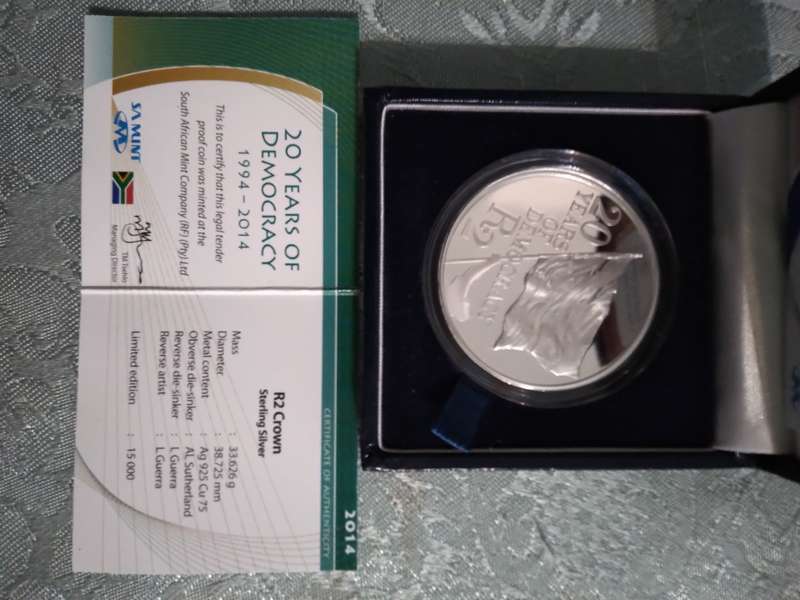 20 YEARS OF
DEMOCRACY
1994 – 2014
This is to certify that this legal tender
proof coin was minted at the
South African Mint Company (RF) (Pty) Ltd
SA MINT
TM Tsehlo
Managing Director
CERTIFICATE OF AUTHENTICITY 2014
R2 Crown
Sterling Silver
Mass : 33.626 g
Diameter : 38.725 mm
Metal content : Ag 925 Cu 75
Obverse die-sinker : AL Sutherland
Reverse die-sinker : L Guerra
Reverse artist : L Guerra
Limited edition : 15 000
20
YEARS
OF
DEMOCRACY
R2